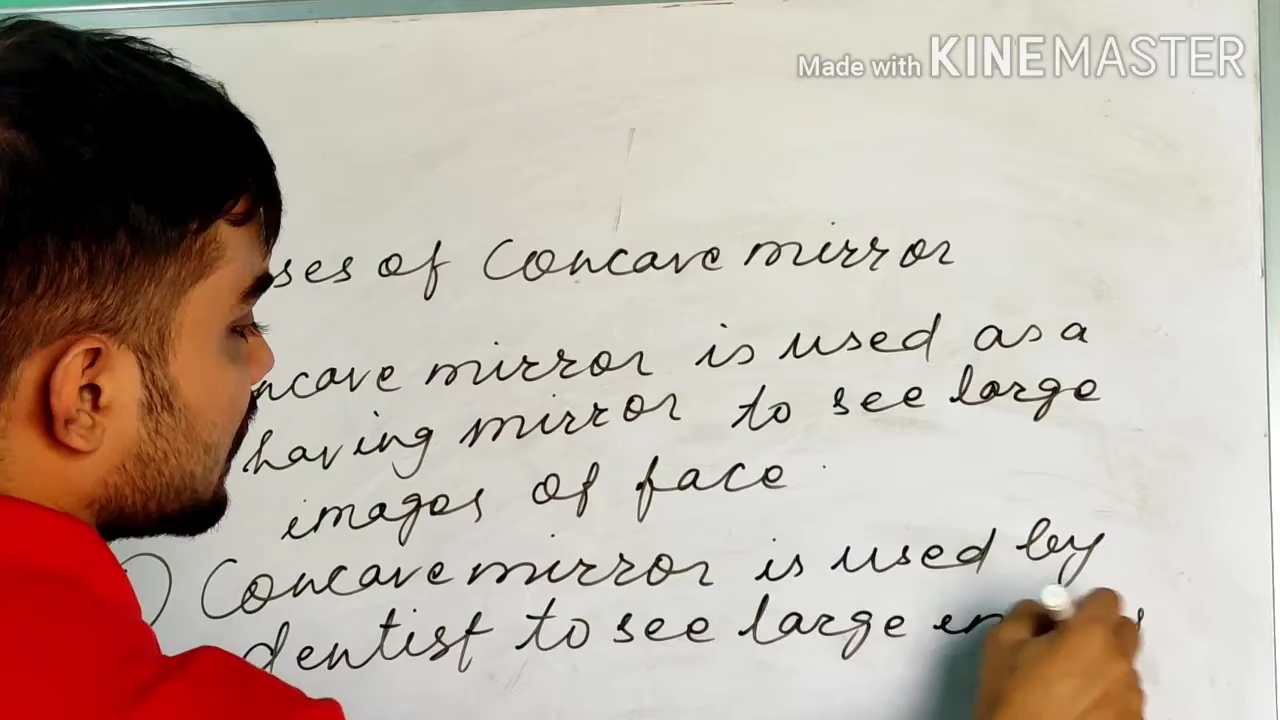 Made with KINEMASTER
ses of Concave mirror
ncave mirror is used as a
having mirror to see large
images of face
Concave mirror is used by
dentist to see large